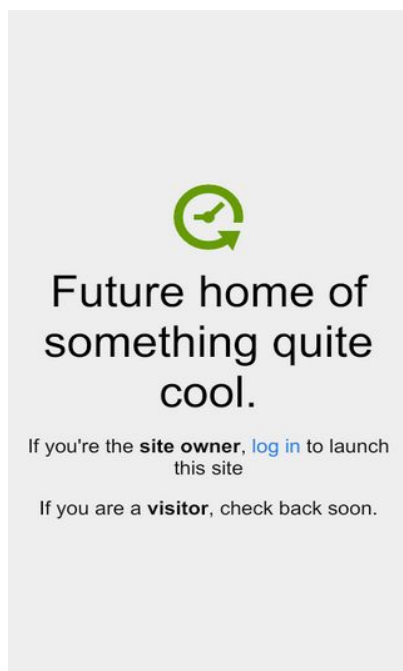 Future home of
something quite
cool.
If you're the site owner, log in to launch
this site
If you are a visitor, check back soon.